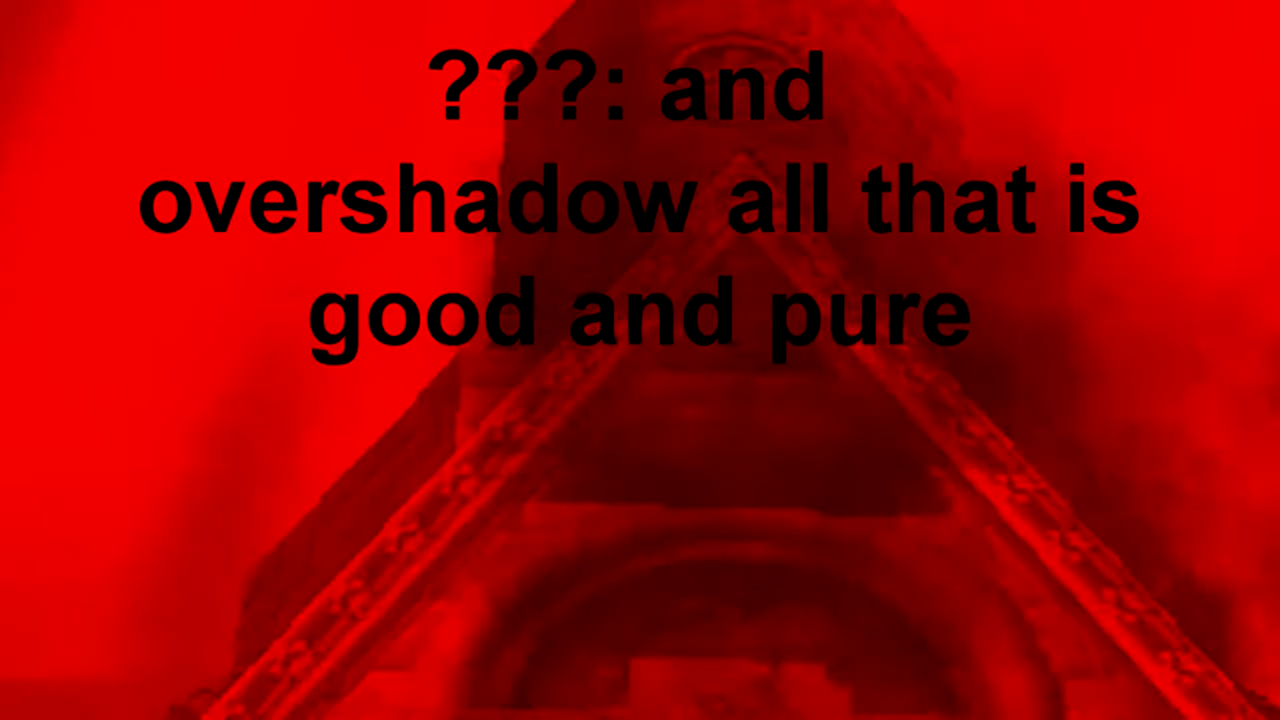 ???: and
overshadow all that is
good and pure